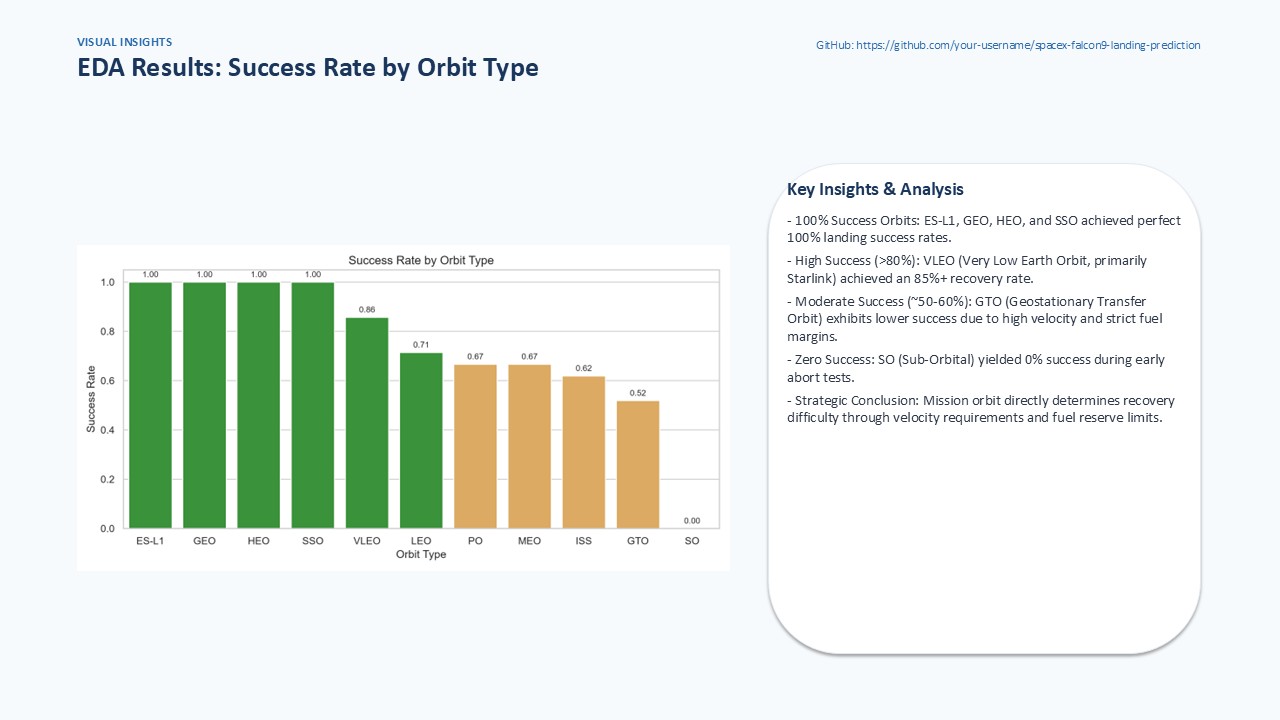 VISUAL INSIGHTS
GitHub: https://github.com/your-username/spacex-falcon9-landing-prediction
EDA Results: Success Rate by Orbit Type
Success Rate by Orbit Type
1.00 1.00 1.00 1.00
0.86
0.71
0.67 0.67
0.62
0.52
0.00
1.0
0.8
0.6
0.4
0.2
0.0
Success Rate
ES-L1 GEO HEO SSO VLEO LEO PO MEO ISS GTO SO
Orbit Type
Key Insights & Analysis
- 100% Success Orbits: ES-L1, GEO, HEO, and SSO achieved perfect
100% landing success rates.
- High Success (>80%): VLEO (Very Low Earth Orbit, primarily
Starlink) achieved an 85%+ recovery rate.
- Moderate Success (~50-60%): GTO (Geostationary Transfer
Orbit) exhibits lower success due to high velocity and strict fuel
margins.
- Zero Success: SO (Sub-Orbital) yielded 0% success during early
abort tests.
- Strategic Conclusion: Mission orbit directly determines recovery
difficulty through velocity requirements and fuel reserve limits.